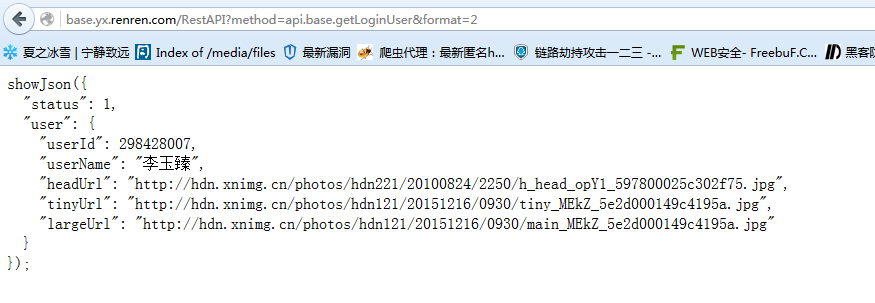 base.yx.renren.com/RestAPI?method=api.base.getLoginUser&format=2
夏之冰雪 | 宁静致远 Index of /media/files 最新漏洞 爬虫代理：最新匿名h... 链路劫持攻击一二三 -... WEB安全- FreebuF.C... 黑客防
showJson({
"status": 1,
"user": {
"userId": 298428007,
"userName": "李玉臻",
"headUrl": "http://hdn.xnimg.cn/photos/hdn221/20100824/2250/h_head_opY1_597800025c302f75.jpg",
"tinyUrl": "http://hdn.xnimg.cn/photos/hdn121/20151216/0930/tiny_MEkZ_5e2d000149c4195a.jpg",
"largeUrl": "http://hdn.xnimg.cn/photos/hdn121/20151216/0930/main_MEkZ_5e2d000149c4195a.jpg"
}
});